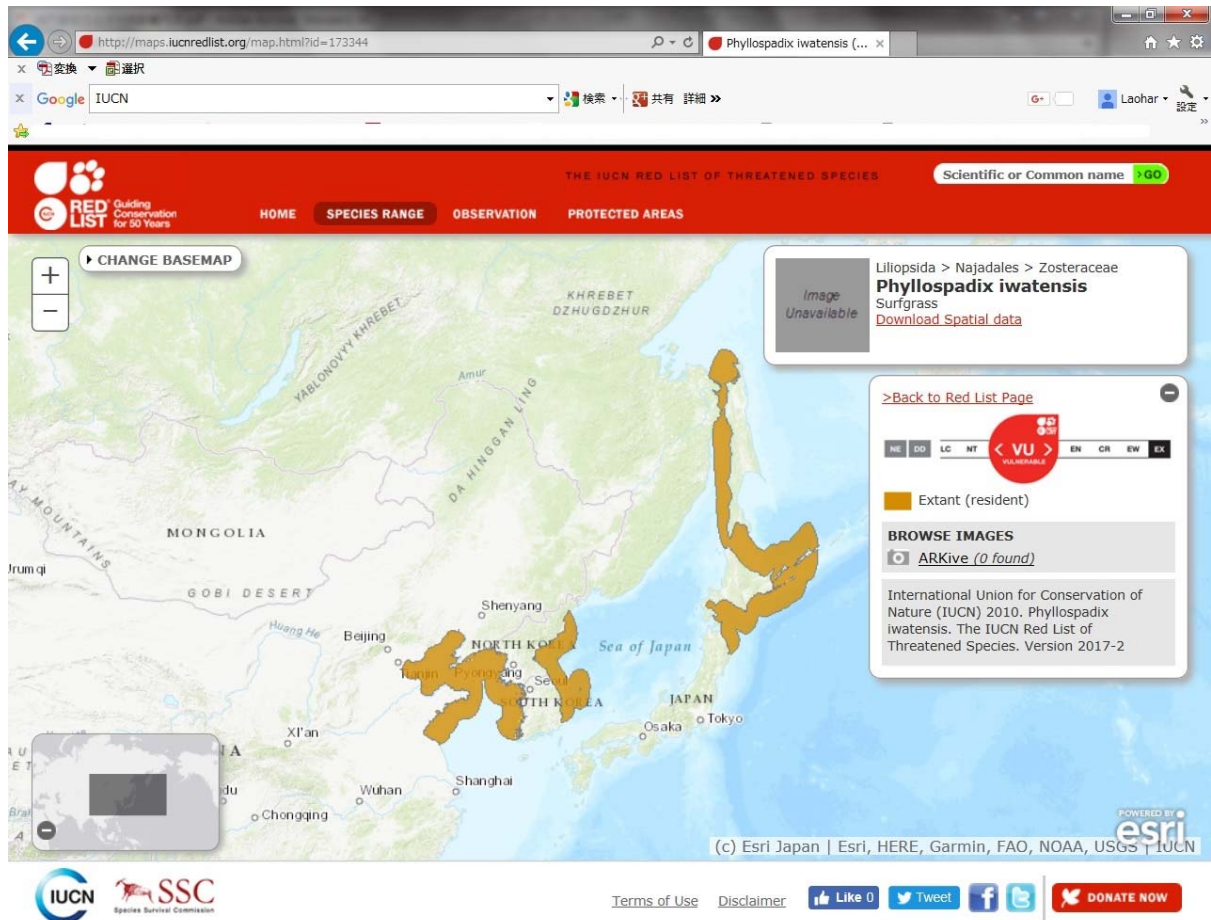 http://maps.iucnredlist.org/map.html?id=173344
Phyllospadix iwatensis (...
x 変換 ▼ 選択
x Google IUCN 検索 共有 詳細 » G+ Laohar 設定
THE IUCN RED LIST OF THREATENED SPECIES
Scientific or Common name >GO
RED LIST
Guiding
Conservation
for 50 Years
HOME SPECIES RANGE OBSERVATION PROTECTED AREAS
+
−
CHANGE BASEMAP
Image
Unavailable
Liliopsida > Najadales > Zosteraceae
Phyllospadix iwatensis
Surfgrass
Download Spatial data
>Back to Red List Page
NE DD LC NT < VU > EN CR EW EX
VULNERABLE
Extant (resident)
BROWSE IMAGES
ARKive (0 found)
International Union for Conservation of
Nature (IUCN) 2010. Phyllospadix
iwatensis. The IUCN Red List of
Threatened Species. Version 2017-2
KHREBET
DZHUGDZHUR
YABLONOVYY KHREBET
Amur
DA HINGGAN LING
MONGOLIA
GOBI DESERT
Shenyang
Huang He
Beijing
NORTH KOREA
Sea of Japan
Tianjin
Pyongyang
Seoul
SOUTH KOREA
JAPAN
Osaka
Tokyo
XI'an
Shanghai
Wuhan
Chongqing
POWERED BY
esri
(c) Esri Japan | Esri, HERE, Garmin, FAO, NOAA, USGS | IUCN
IUCN
SSC
Species Survival Commission
Terms of Use Disclaimer Like 0 Tweet DONATE NOW